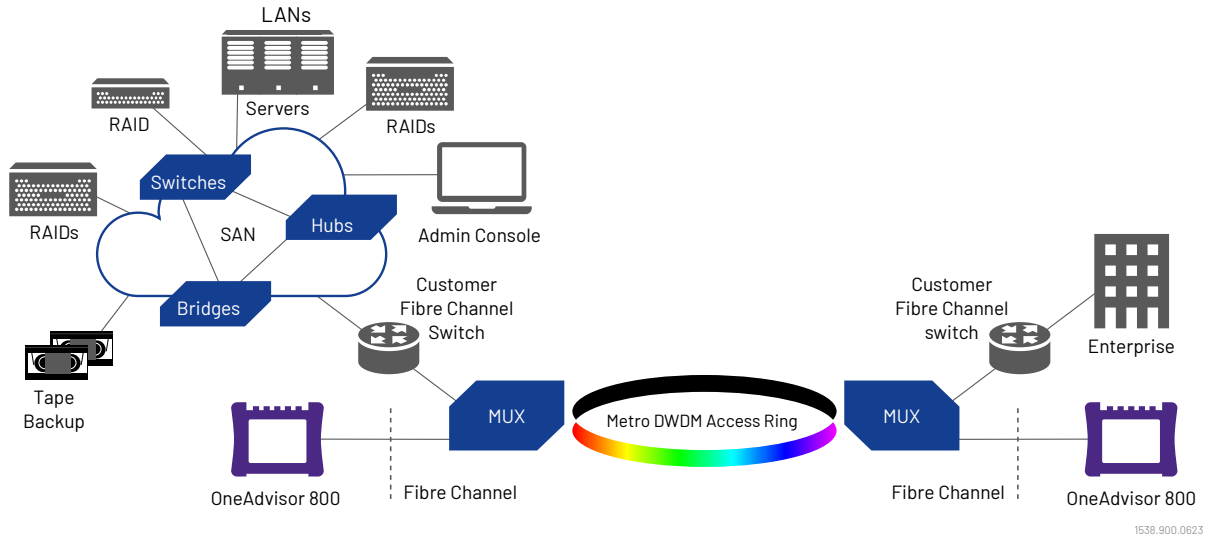 LANs
Servers
RAID
RAIDs
Switches
RAIDs
SAN
Hubs
Admin Console
Bridges
Tape
Backup
Customer
Fibre Channel
Switch
MUX
OneAdvisor 800
Fibre Channel
Metro DWDM Access Ring
MUX
Customer
Fibre Channel
switch
Enterprise
Fibre Channel
OneAdvisor 800
1538.900.0623